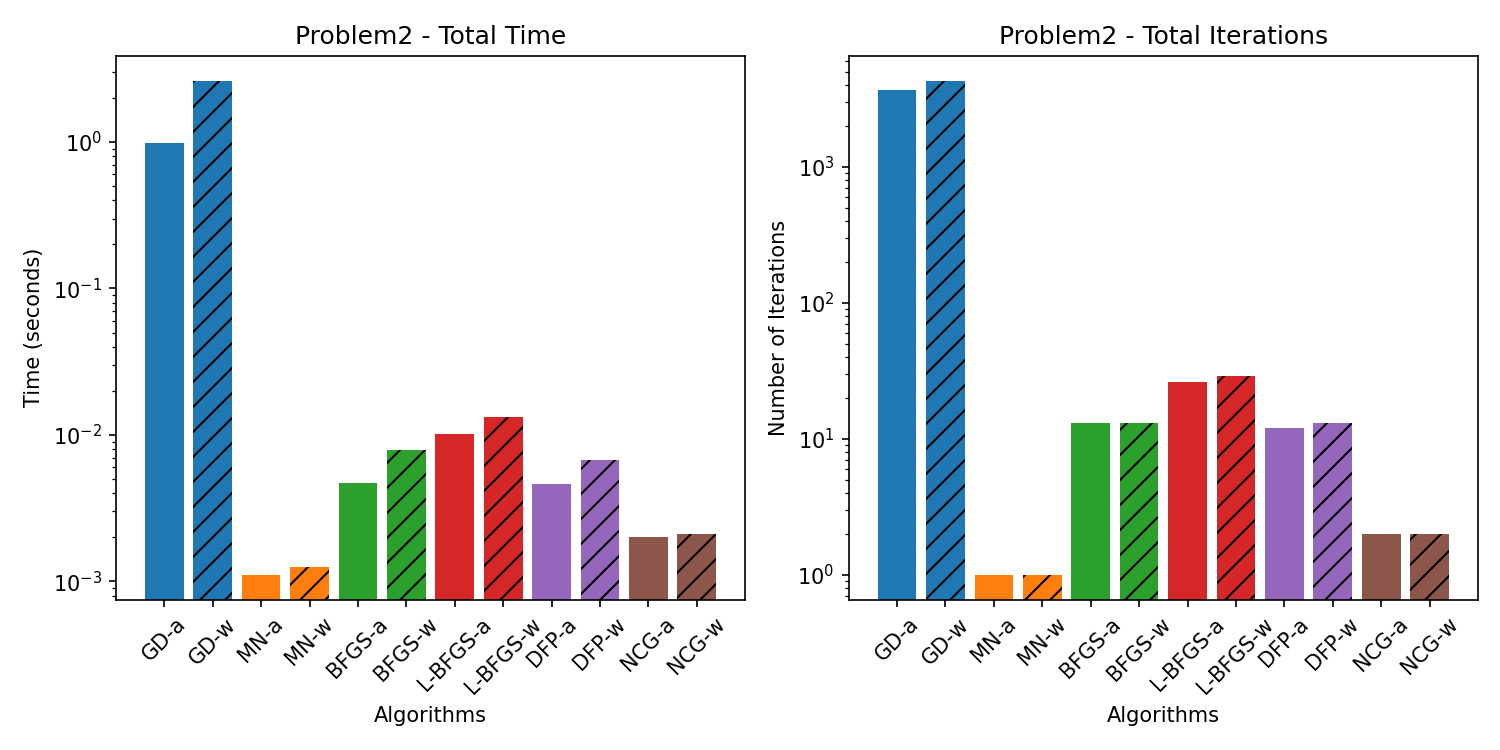 Problem2 - Total Time
Time (seconds)
10^0
10^-1
10^-2
10^-3
GD-a
GD-w
MN-a
MN-w
BFGS-a
BFGS-w
L-BFGS-a
L-BFGS-w
DFP-a
DFP-w
NCG-a
NCG-w
Algorithms
Problem2 - Total Iterations
Number of Iterations
10^3
10^2
10^1
10^0
GD-a
GD-w
MN-a
MN-w
BFGS-a
BFGS-w
L-BFGS-a
L-BFGS-w
DFP-a
DFP-w
NCG-a
NCG-w
Algorithms